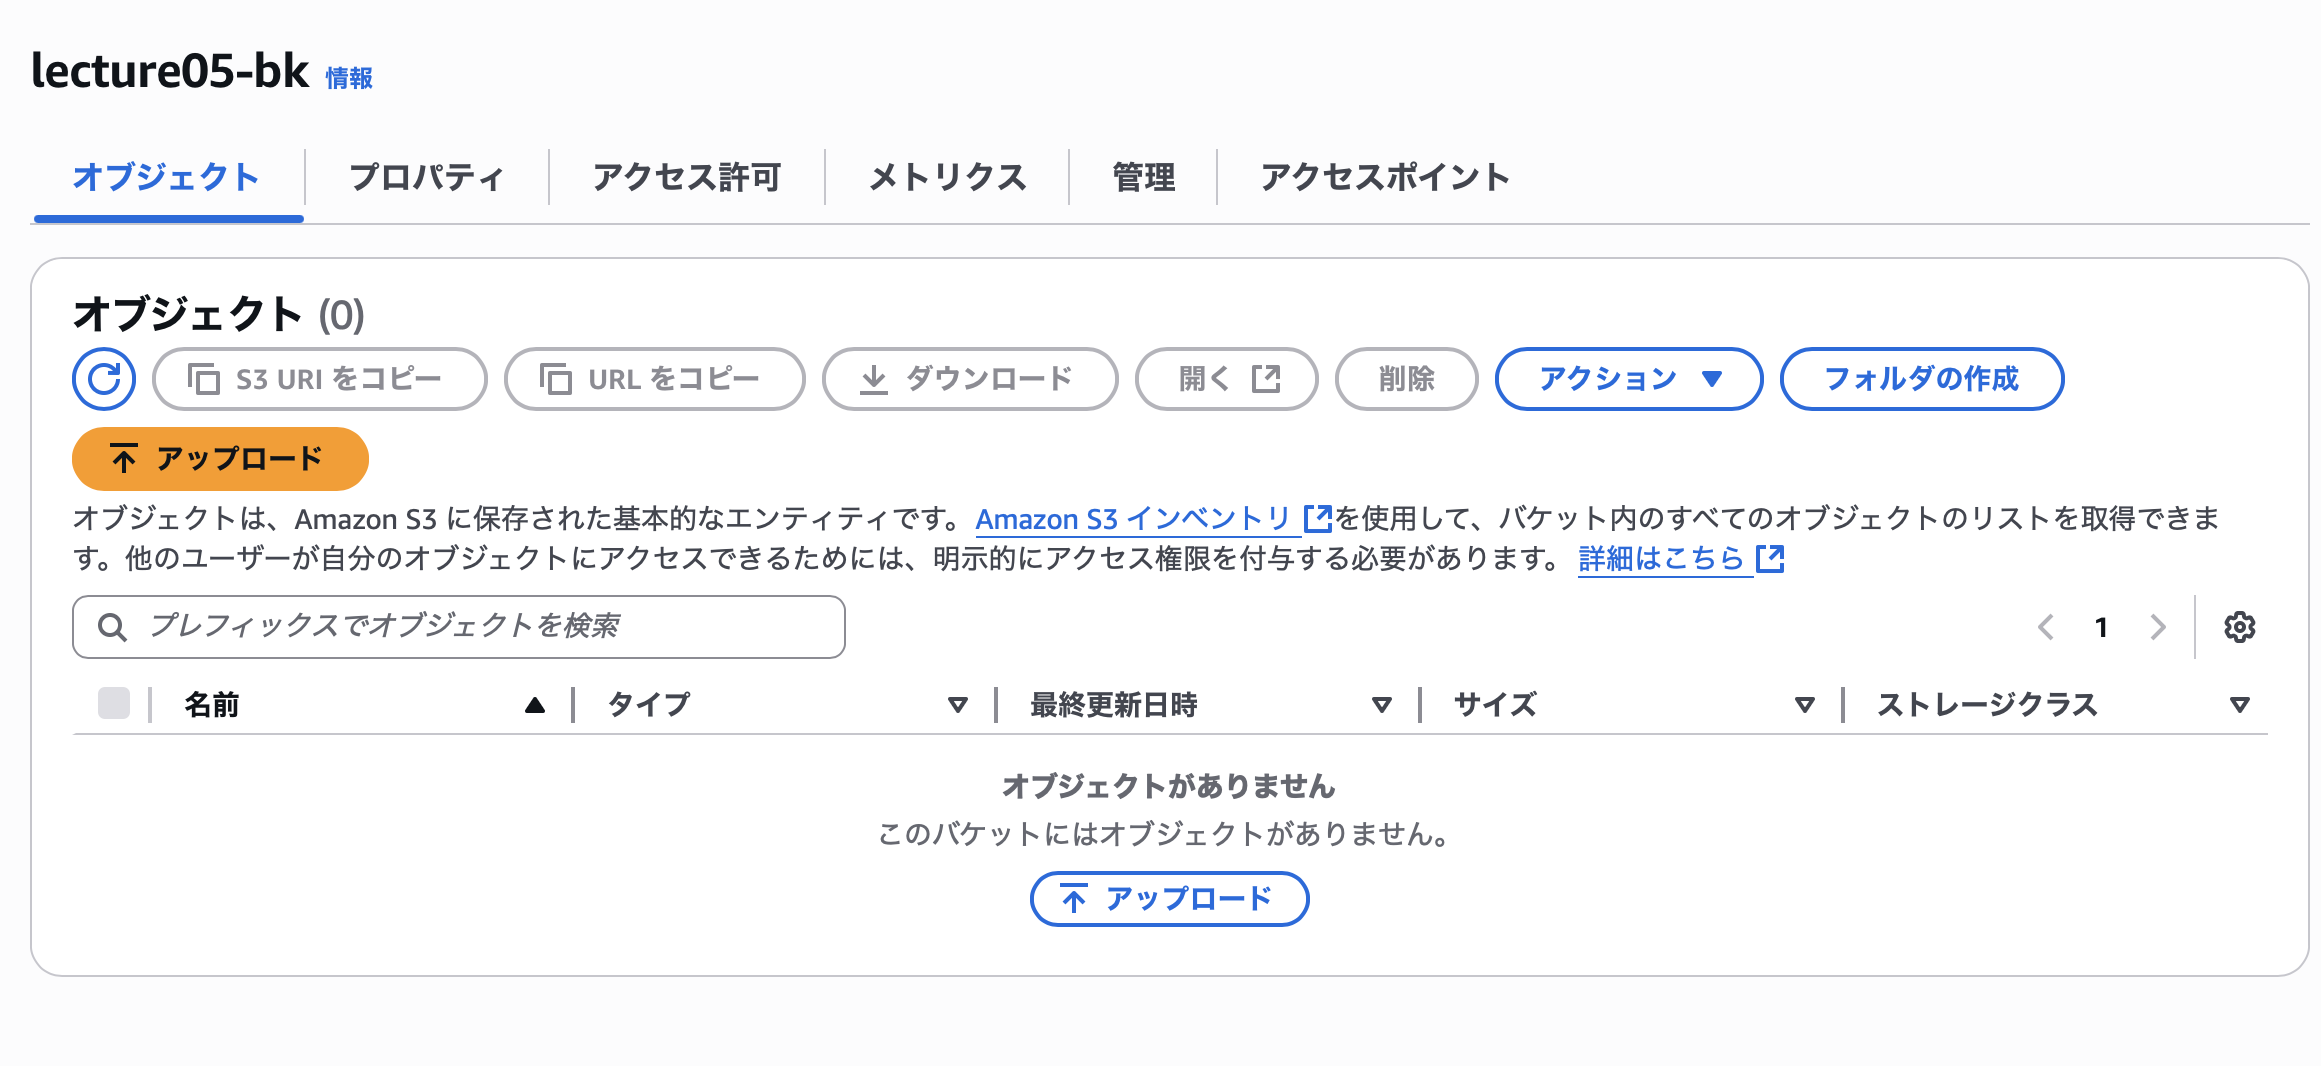 lecture05-bk 情報
オブジェクト プロパティ アクセス許可 メトリクス 管理 アクセスポイント
オブジェクト (0)
S3 URI をコピー URL をコピー ダウンロード 開く 削除 アクション フォルダの作成
アップロード
オブジェクトは、Amazon S3 に保存された基本的なエンティティです。Amazon S3 インベントリ を使用して、バケット内のすべてのオブジェクトのリストを取得できま
す。他のユーザーが自分のオブジェクトにアクセスできるためには、明示的にアクセス権限を付与する必要があります。詳細はこちら
プレフィックスでオブジェクトを検索 1
名前 タイプ 最終更新日時 サイズ ストレージクラス
オブジェクトがありません
このバケットにはオブジェクトがありません。
アップロード